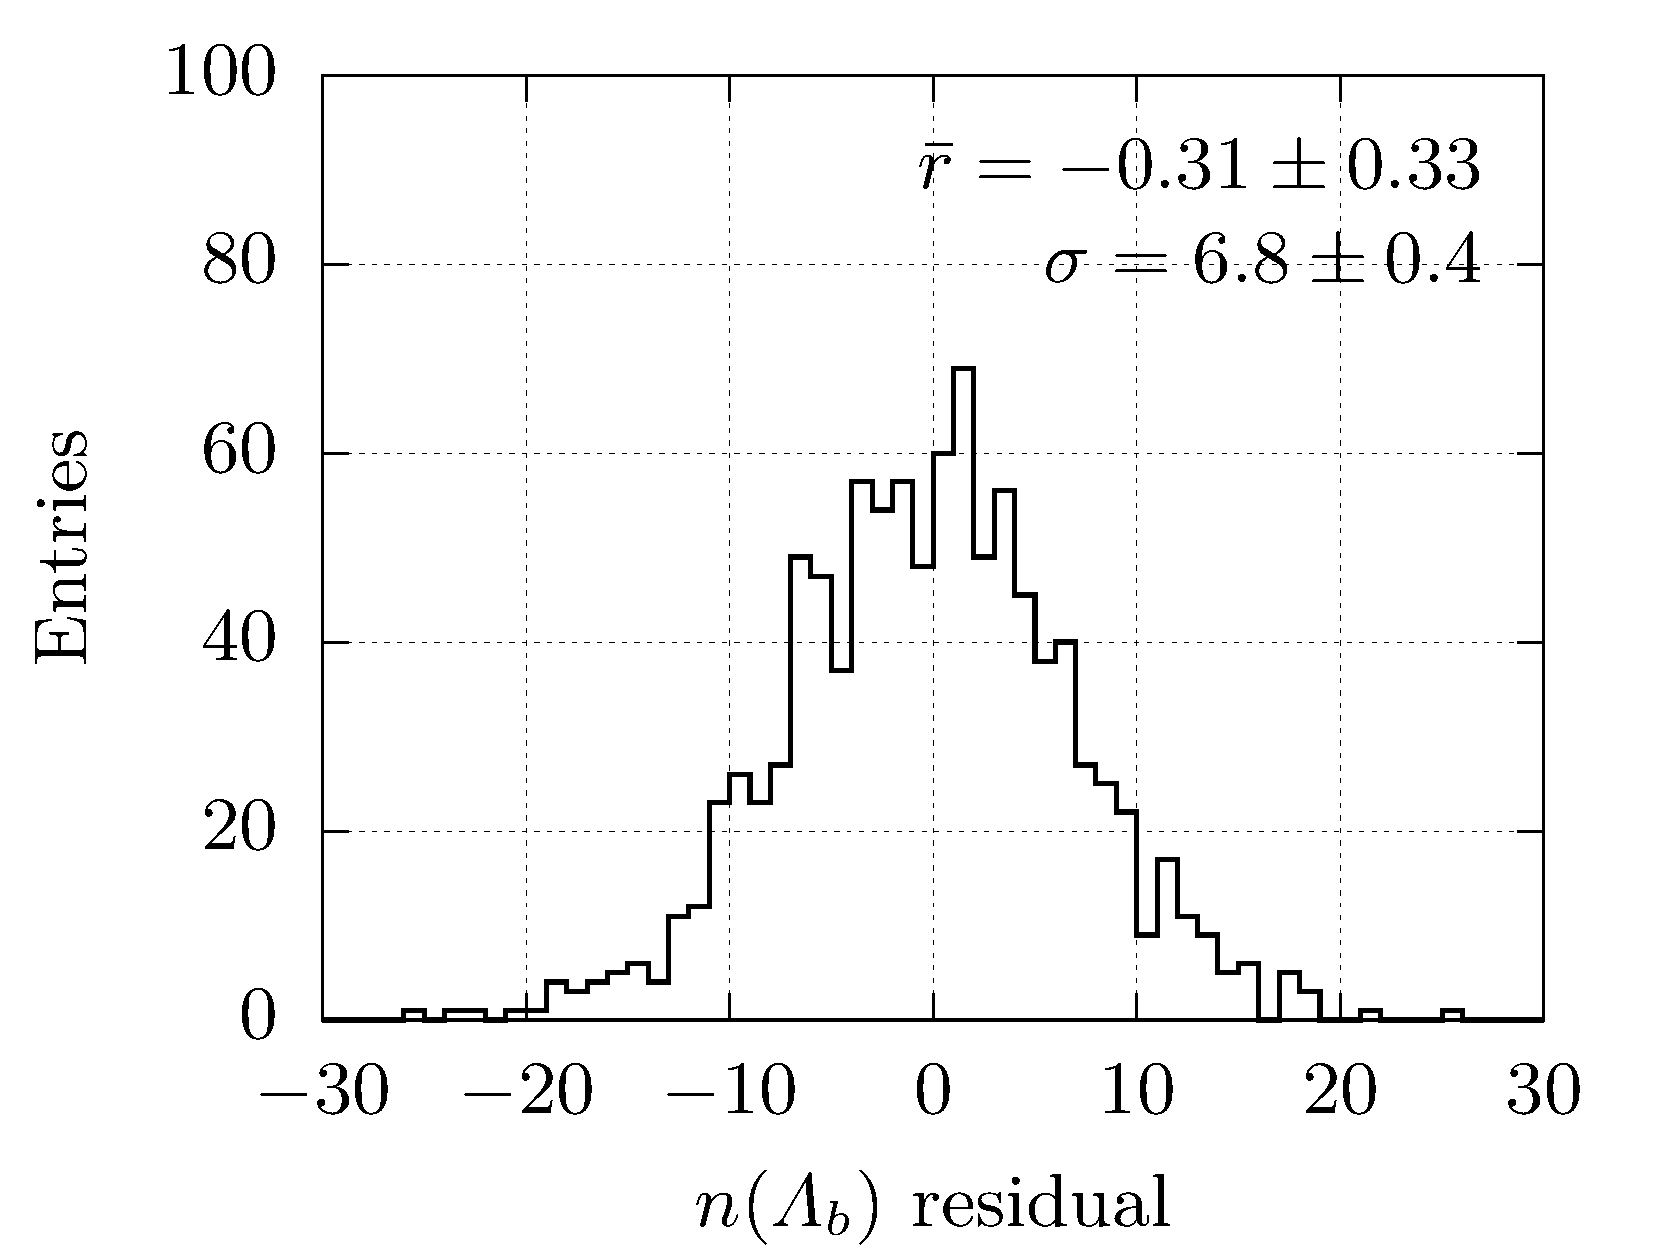 100
80
60
40
20
0
Entries
r̄ = −0.31 ± 0.33
σ = 6.8 ± 0.4
−30 −20 −10 0 10 20 30
n(Λb) residual